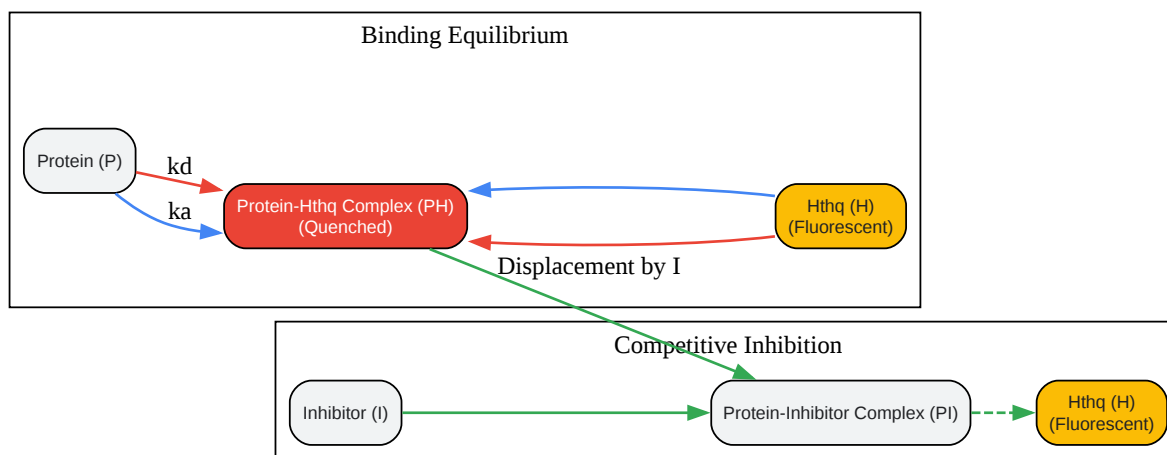 Binding Equilibrium
Protein (P)
kd
ka
Protein-Hthq Complex (PH)
(Quenched)
Hthq (H)
(Fluorescent)
Displacement by I
Competitive Inhibition
Inhibitor (I)
Protein-Inhibitor Complex (PI)
Hthq (H)
(Fluorescent)